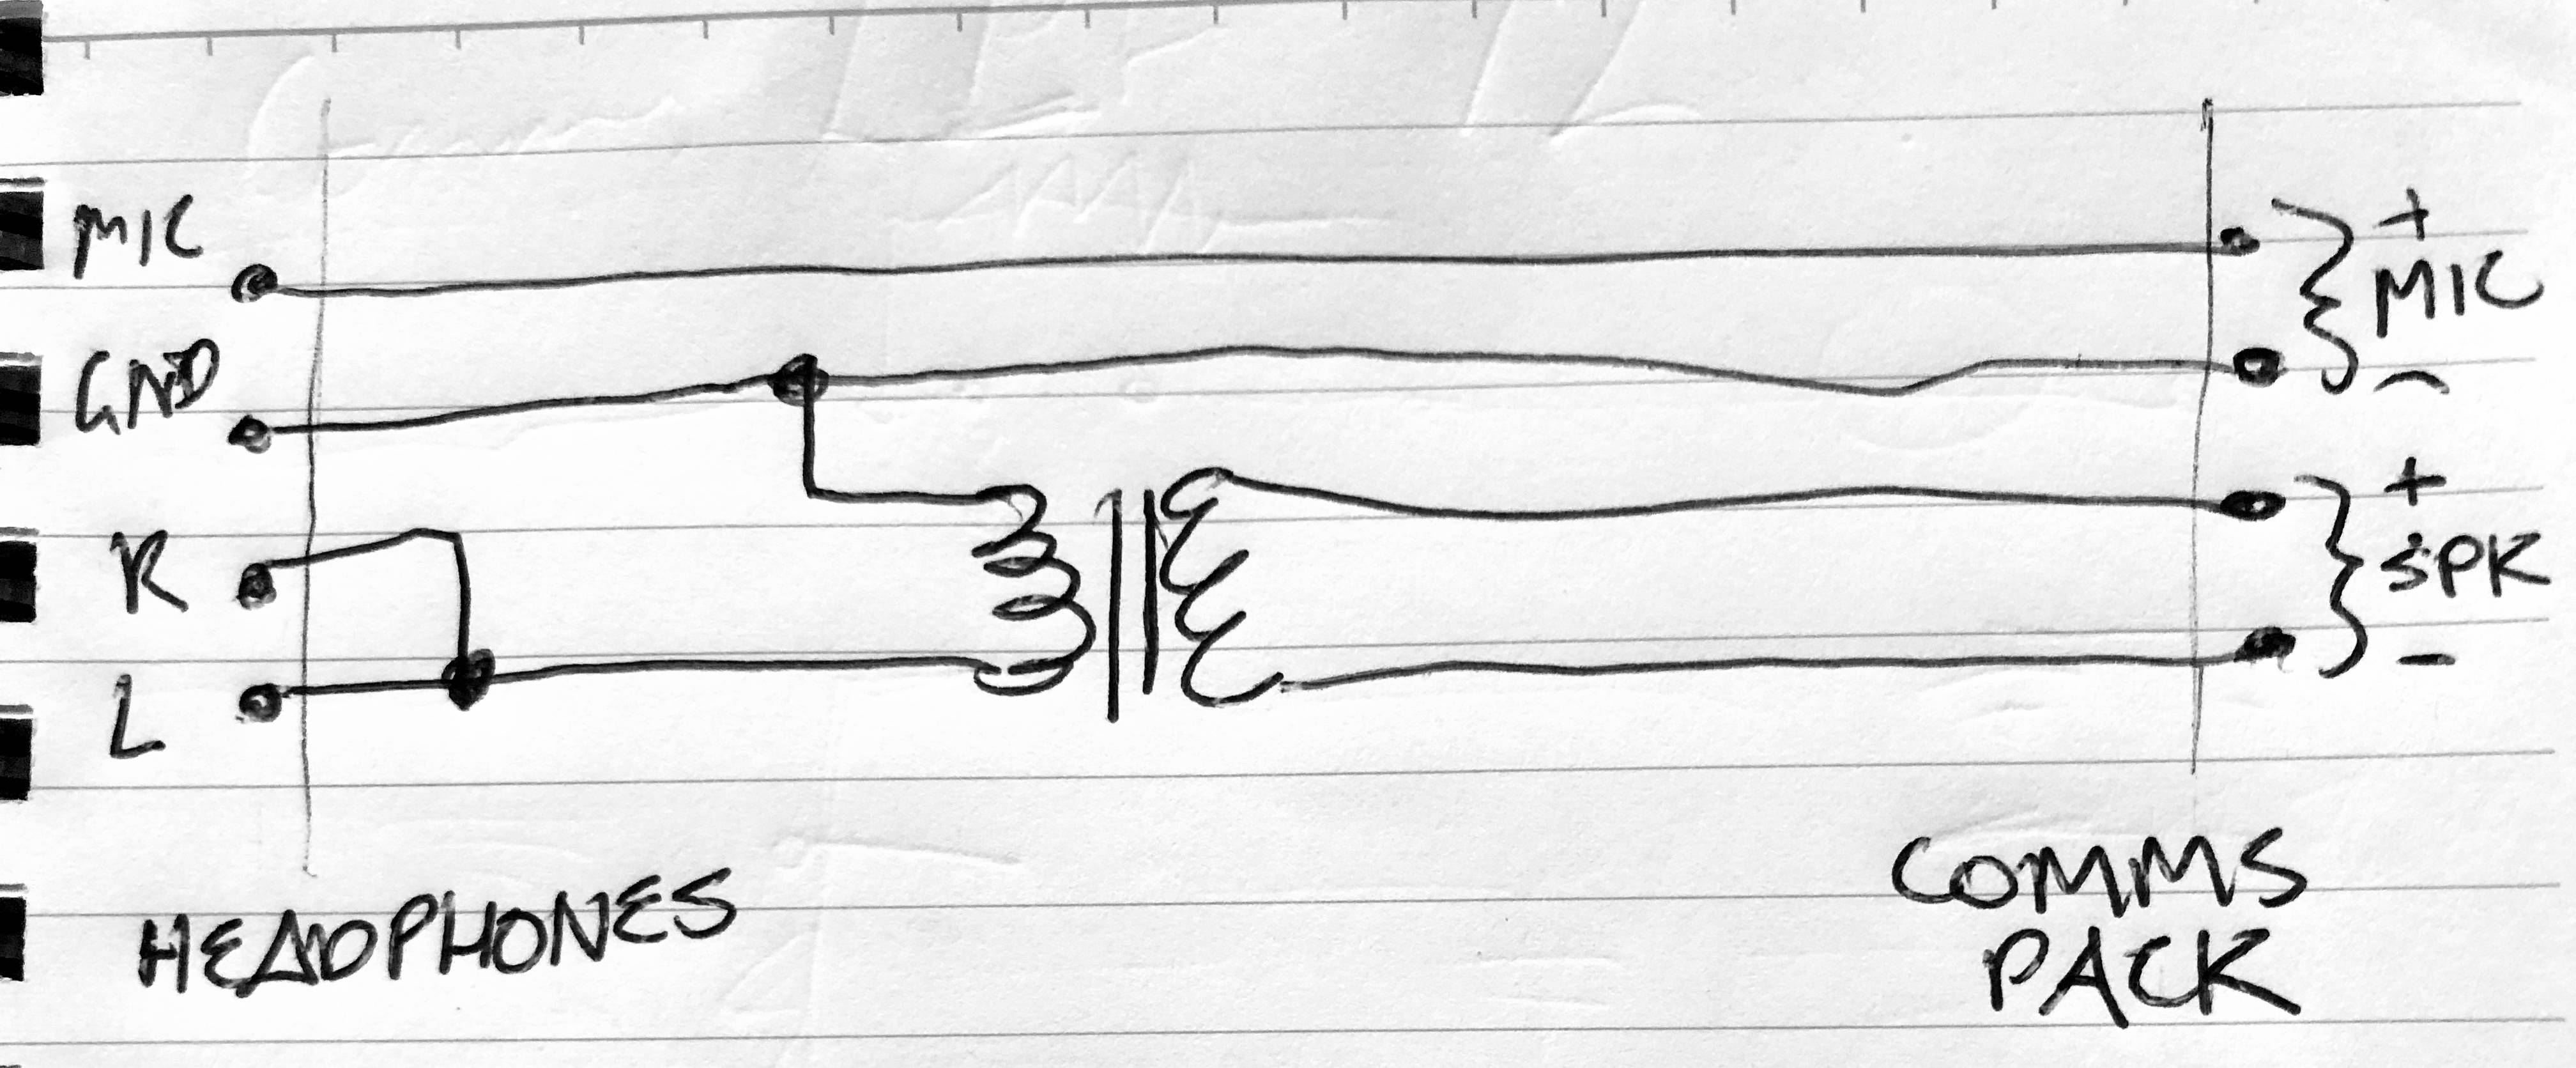 MIC
GND
R
L
+
MIC
-
+
SPK
-
HEADPHONES
COMMS
PACK